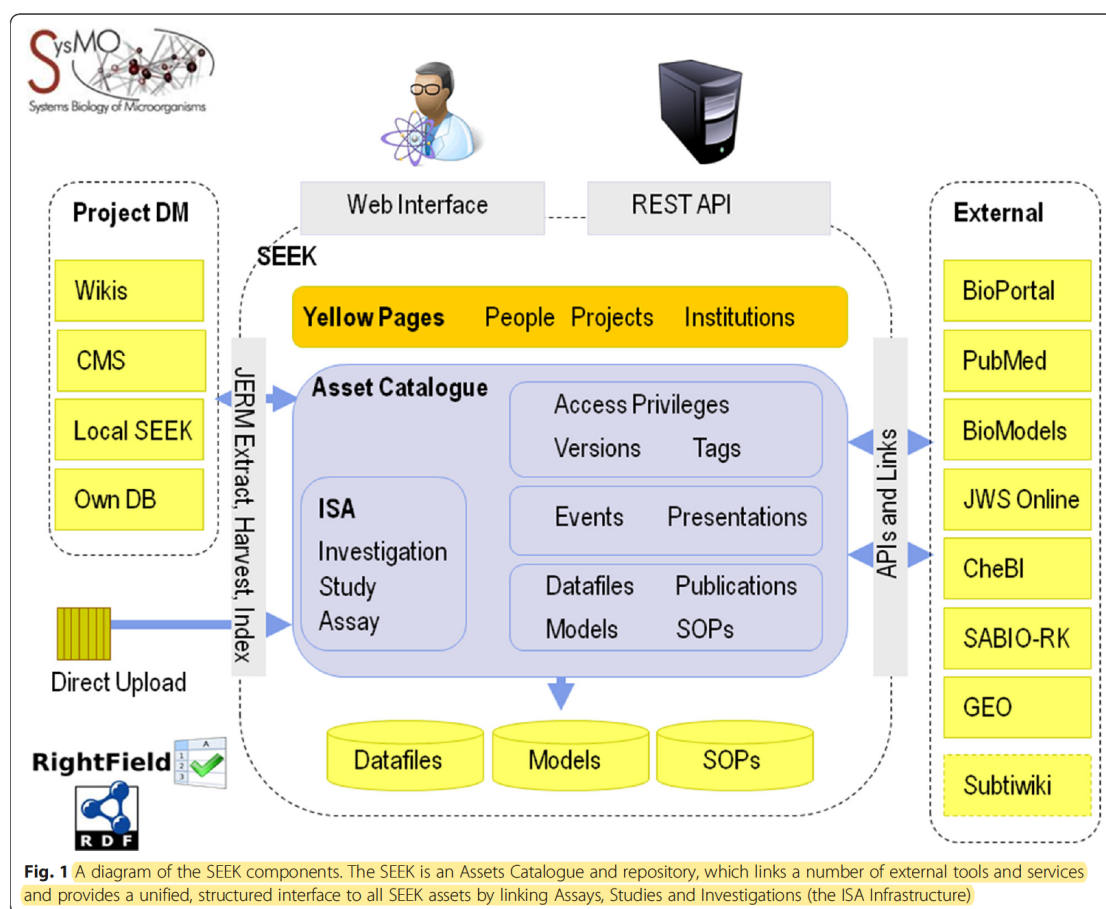 SysMO
Systems Biology of Microorganisms
Web Interface
REST API
Project DM
Wikis
CMS
Local SEEK
Own DB
Direct Upload
RightField
A
1
2
3
RDF
JERM Extract, Harvest, Index
SEEK
Yellow Pages People Projects Institutions
Asset Catalogue
Access Privileges
Versions Tags
ISA
Investigation
Study
Assay
Events Presentations
Datafiles Publications
Models SOPs
Datafiles
Models
SOPs
APIs and Links
External
BioPortal
PubMed
BioModels
JWS Online
CheBI
SABIO-RK
GEO
Subtiwiki
Fig. 1 A diagram of the SEEK components. The SEEK is an Assets Catalogue and repository, which links a number of external tools and services
and provides a unified, structured interface to all SEEK assets by linking Assays, Studies and Investigations (the ISA Infrastructure)